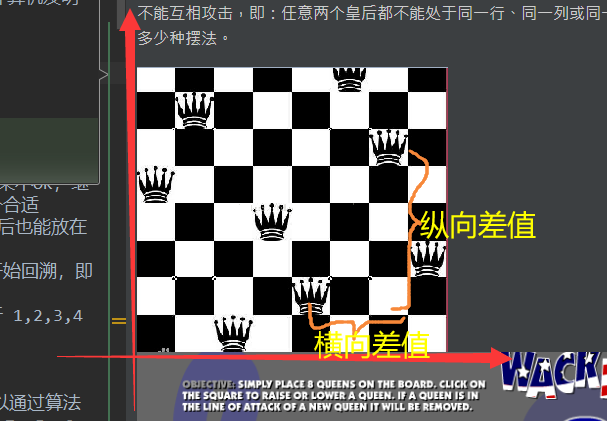 不能互相攻击，即：任意两个皇后都不能处于同一行、同一列或同一
多少种摆法。
合适
后也能放在
开始回溯，即
1,2,3,4
以通过算法
纵向差值
横向差值
OBJECTIVE: SIMPLY PLACE 8 QUEENS ON THE BOARD. CLICK ON
THE SQUARE TO RAISE OR LOWER A QUEEN. IF A QUEEN IS IN
THE LINE OF ATTACK OF A NEW QUEEN IT WILL BE REMOVED.
WACK